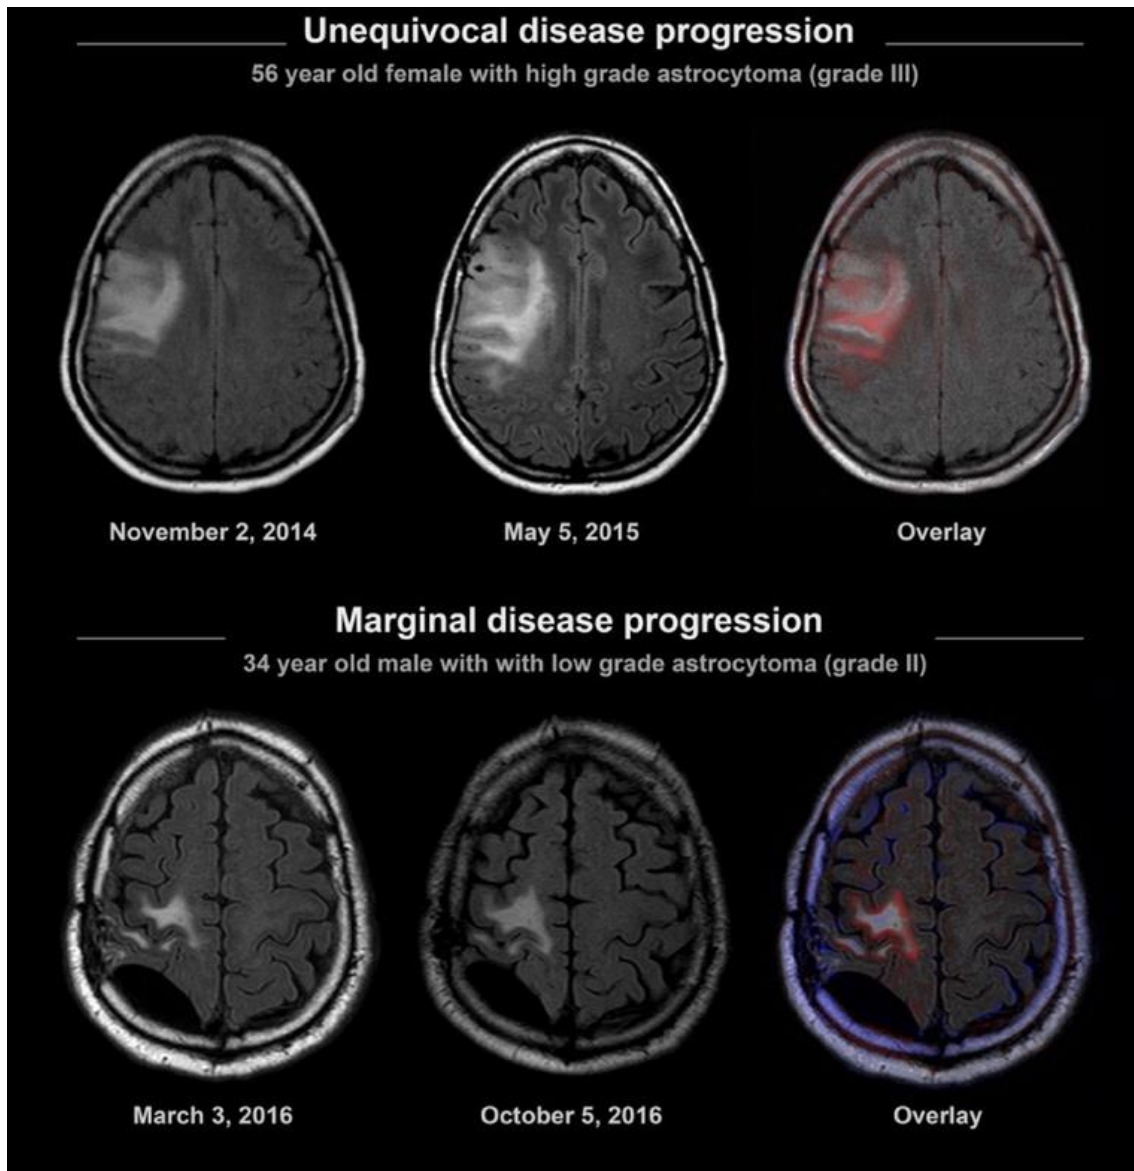 Unequivocal disease progression
56 year old female with high grade astrocytoma (grade III)
November 2, 2014
May 5, 2015
Overlay
Marginal disease progression
34 year old male with with low grade astrocytoma (grade II)
March 3, 2016
October 5, 2016
Overlay